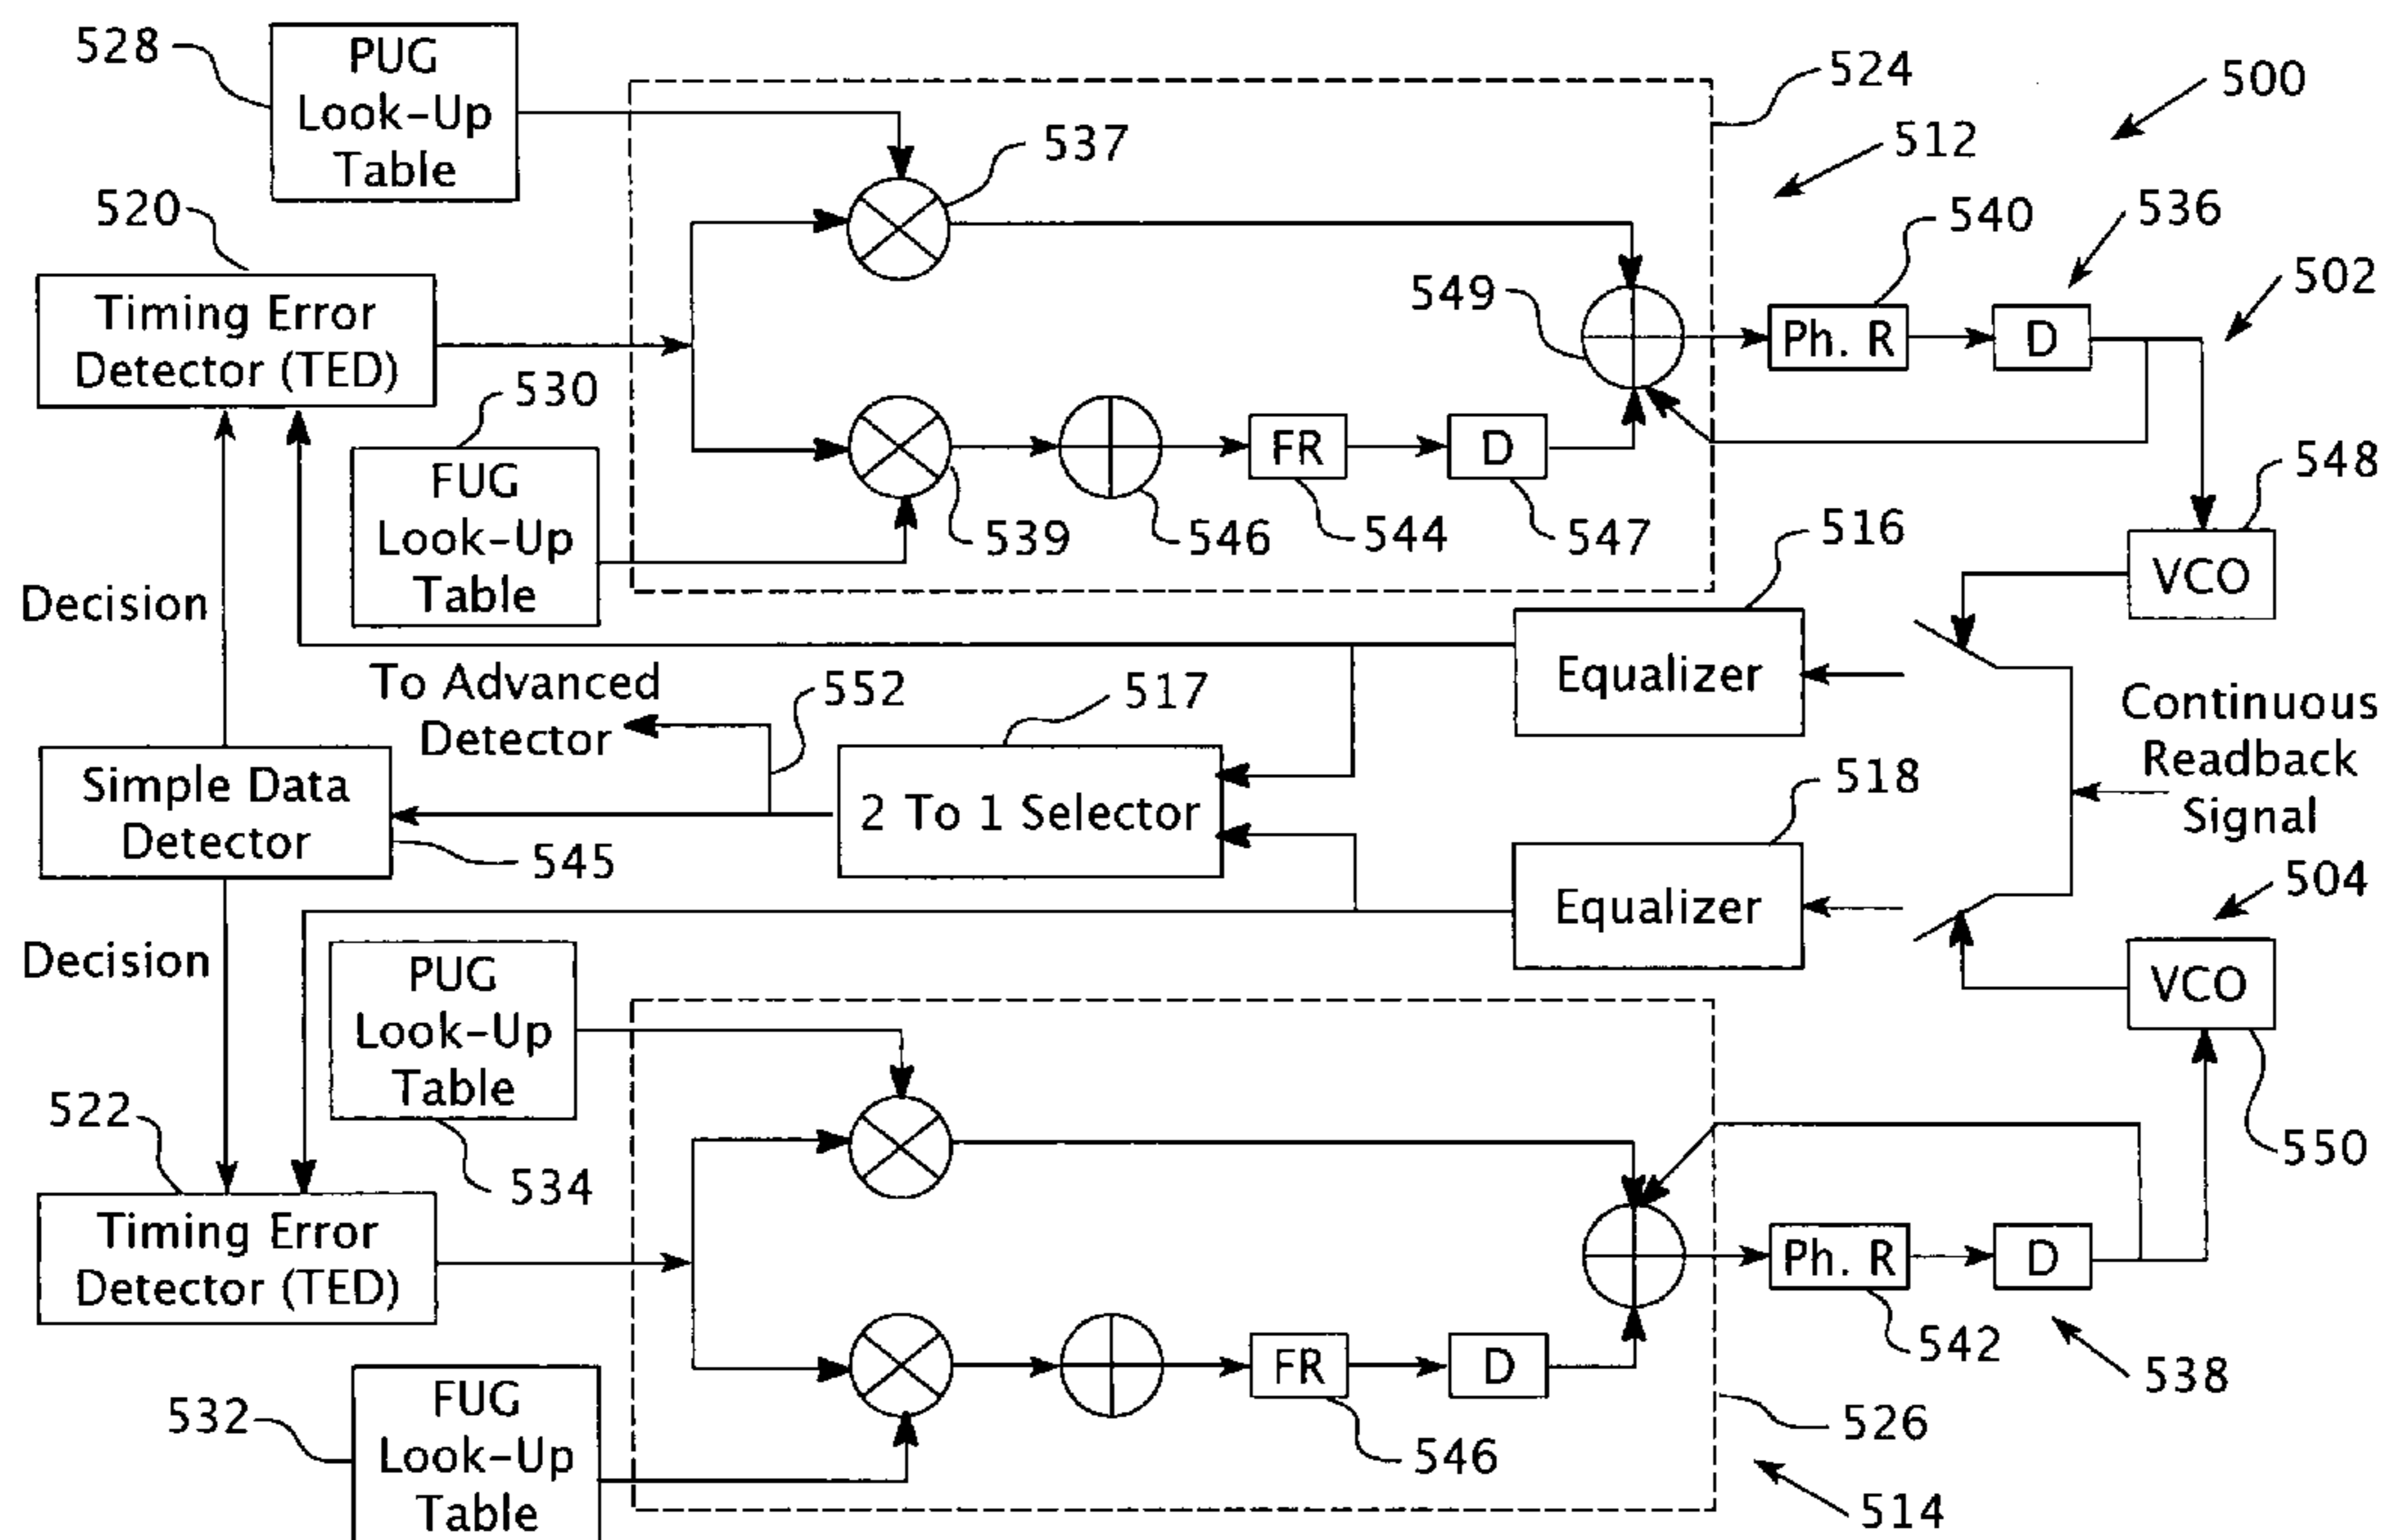 528
PUG
Look-Up
Table
524
500
537
512
520
540
536
Timing Error
Detector (TED)
549
Ph. R
D
502
530
FUG
Look-Up
Table
FR
D
539
546
544
547
548
VCO
516
Decision
Equalizer
To Advanced
Detector
552
517
Continuous
Readback
Signal
Simple Data
Detector
545
2 To 1 Selector
518
Equalizer
504
Decision
PUG
Look-Up
Table
VCO
550
522
534
Timing Error
Detector (TED)
Ph. R
D
542
538
532
FUG
Look-Up
Table
FR
D
546
526
514